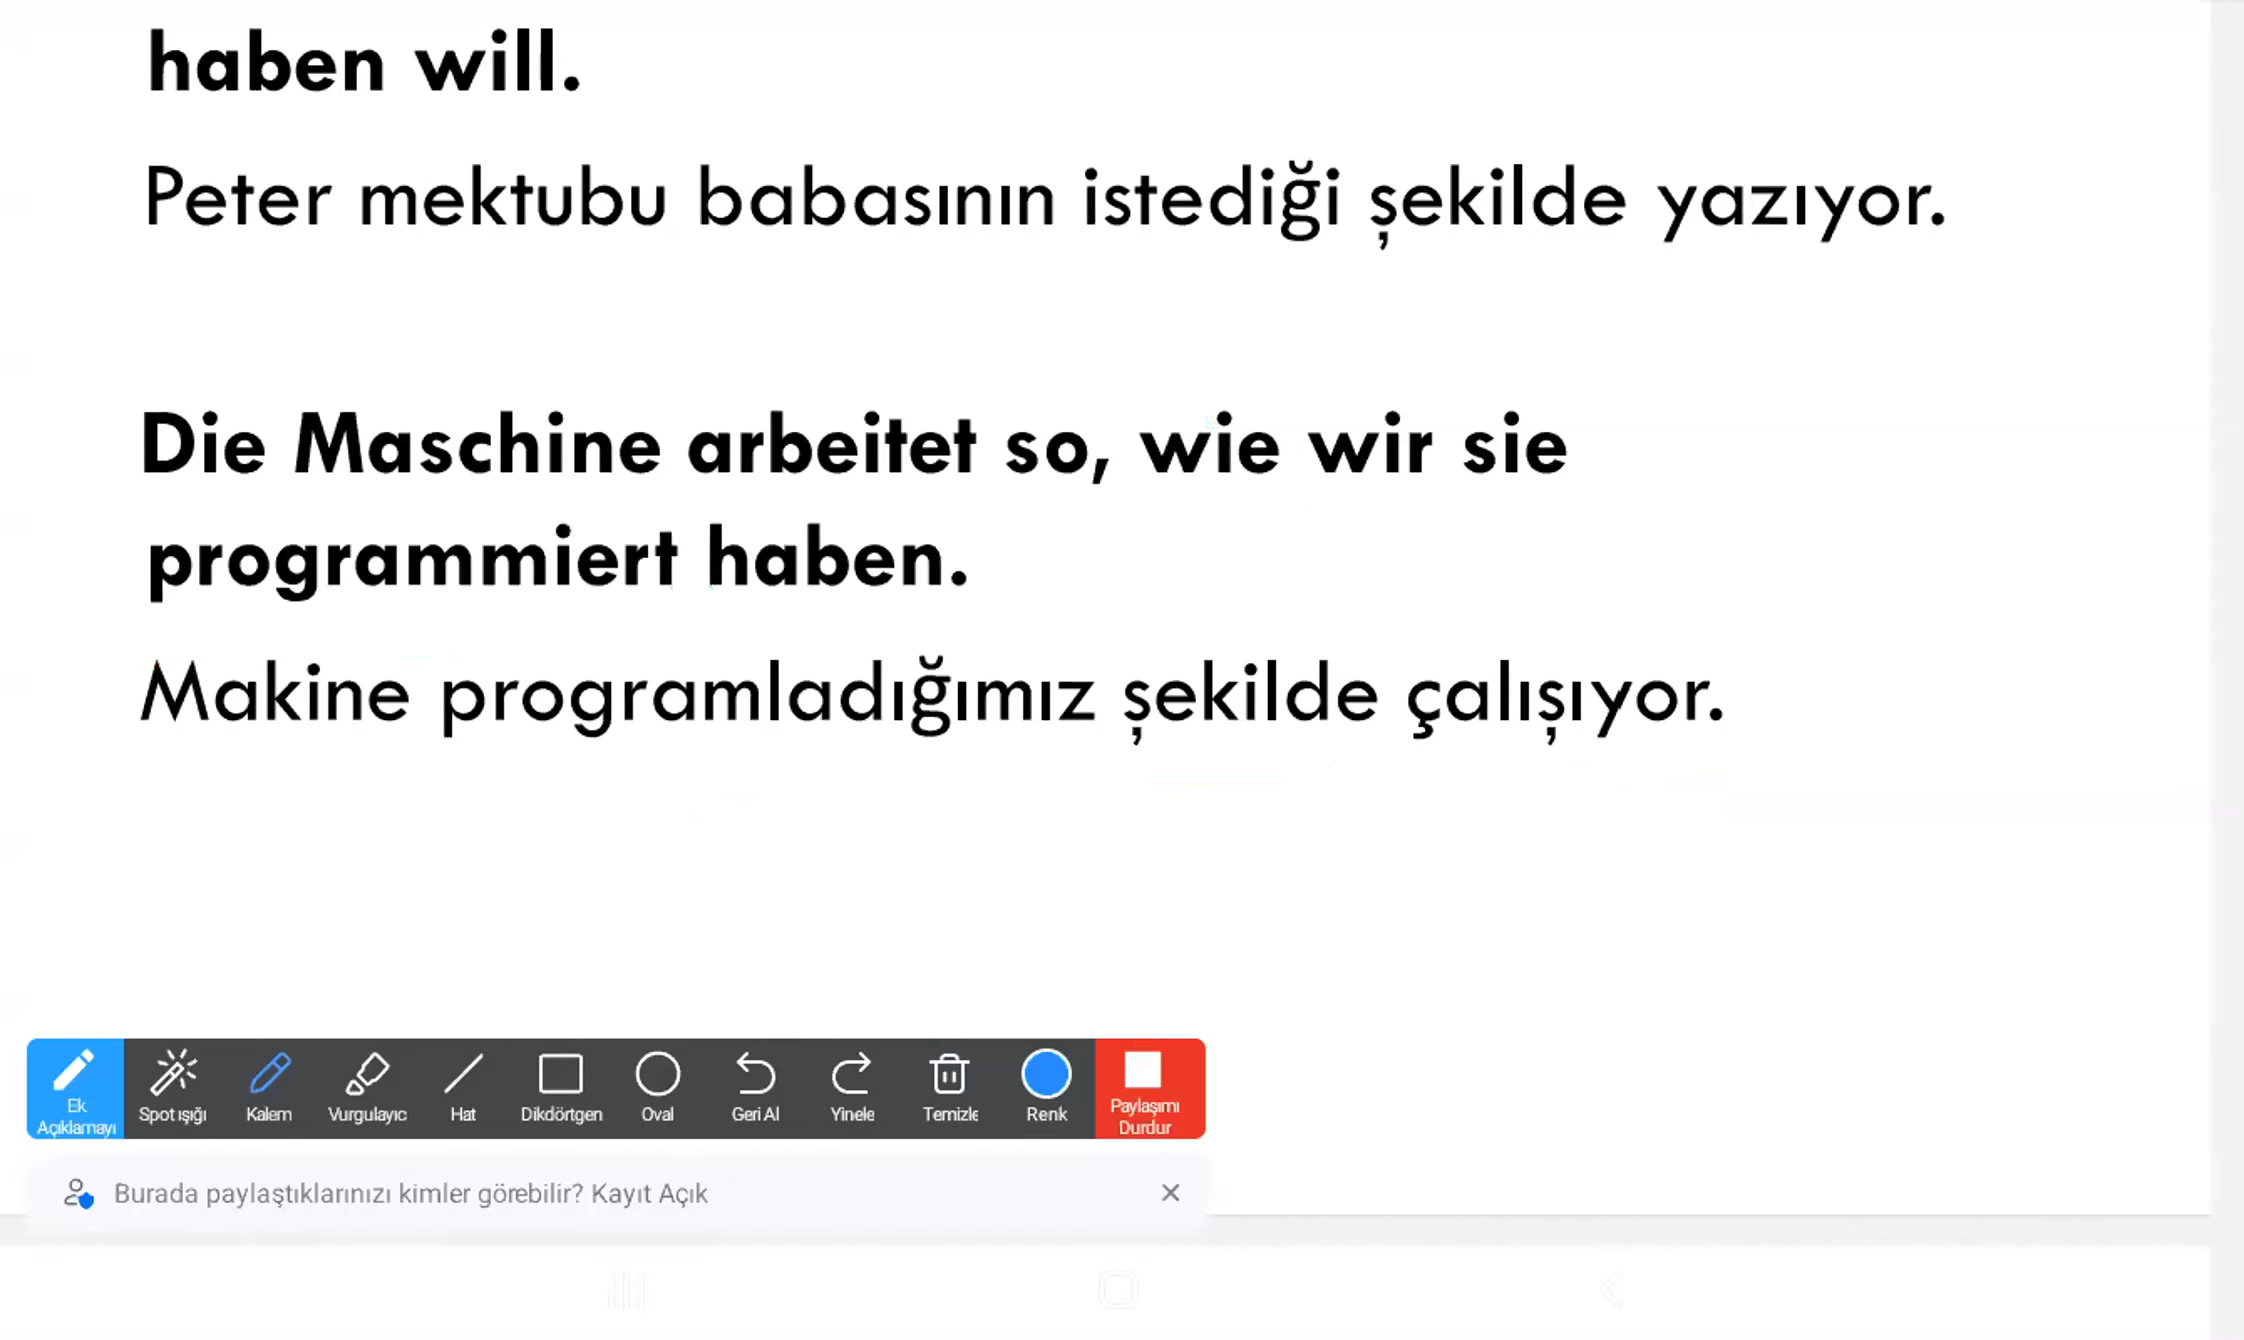 haben will.
Peter mektubu babasının istediği şekilde yazıyor.
Die Maschine arbeitet so, wie wir sie
programmiert haben.
Makine programladığımız şekilde çalışıyor.
Ek
Açıklamayı
Spot ışığı
Kalem
Vurgulayıc
Hat
Dikdörtgen
Oval
Geri Al
Yinele
Temizle
Renk
Paylaşımı
Durdur
Burada paylaştıklarınızı kimler görebilir? Kayıt Açık